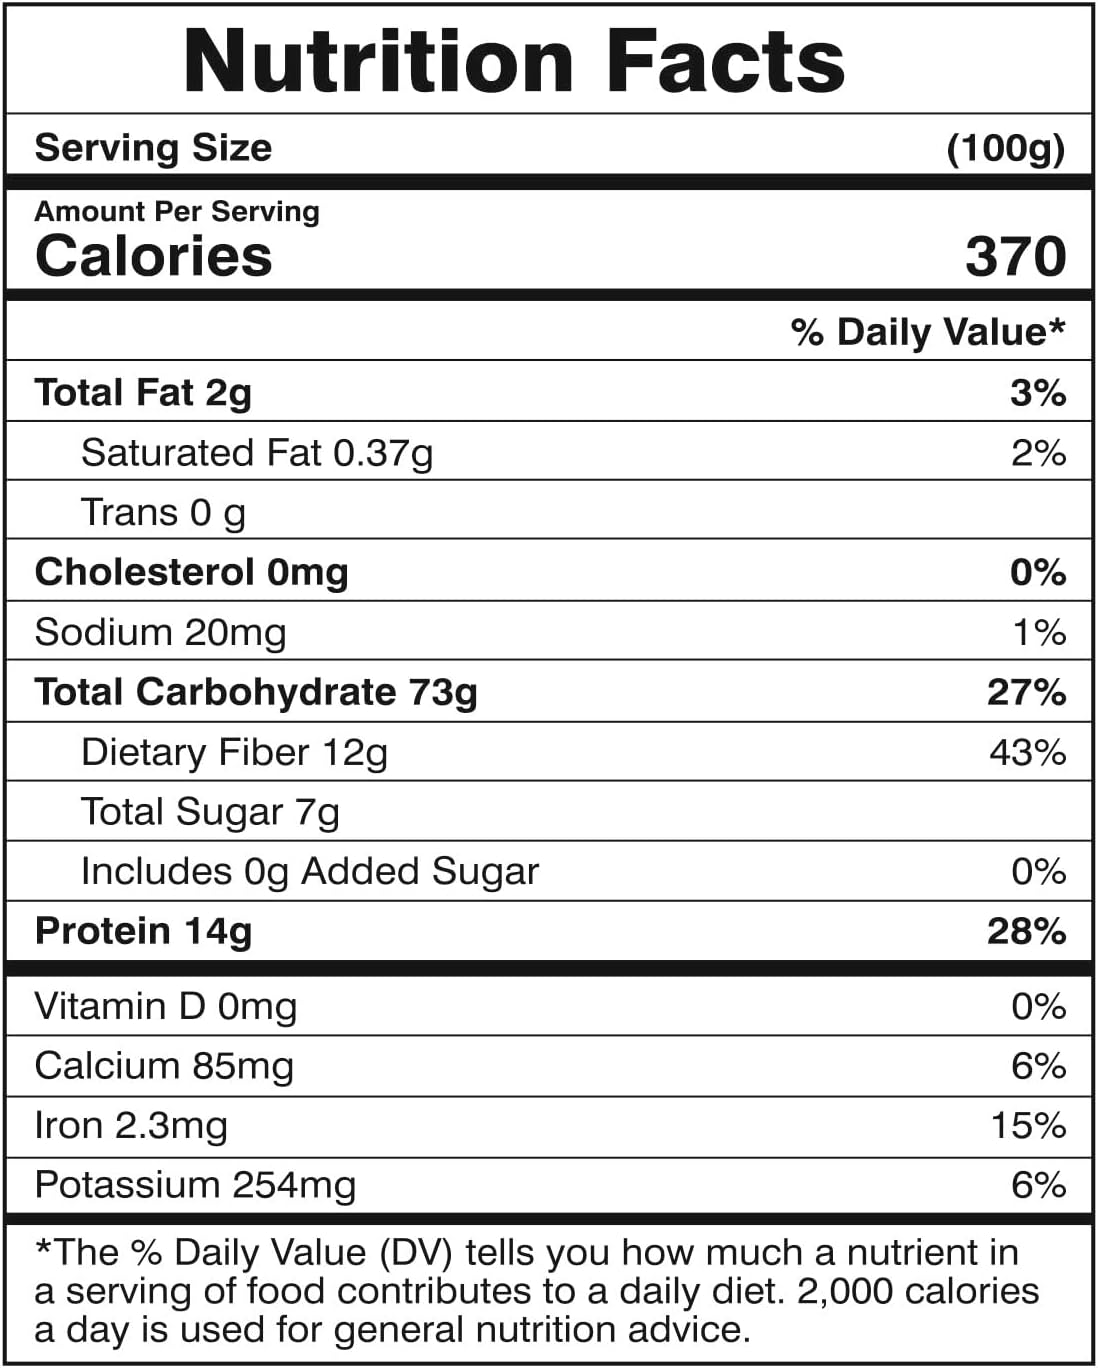 Nutrition Facts
Serving Size (100g)
Amount Per Serving
Calories 370
% Daily Value*
Total Fat 2g 3%
Saturated Fat 0.37g 2%
Trans 0 g
Cholesterol 0mg 0%
Sodium 20mg 1%
Total Carbohydrate 73g 27%
Dietary Fiber 12g 43%
Total Sugar 7g
Includes 0g Added Sugar 0%
Protein 14g 28%
Vitamin D 0mg 0%
Calcium 85mg 6%
Iron 2.3mg 15%
Potassium 254mg 6%
*The % Daily Value (DV) tells you how much a nutrient in
a serving of food contributes to a daily diet. 2,000 calories
a day is used for general nutrition advice.